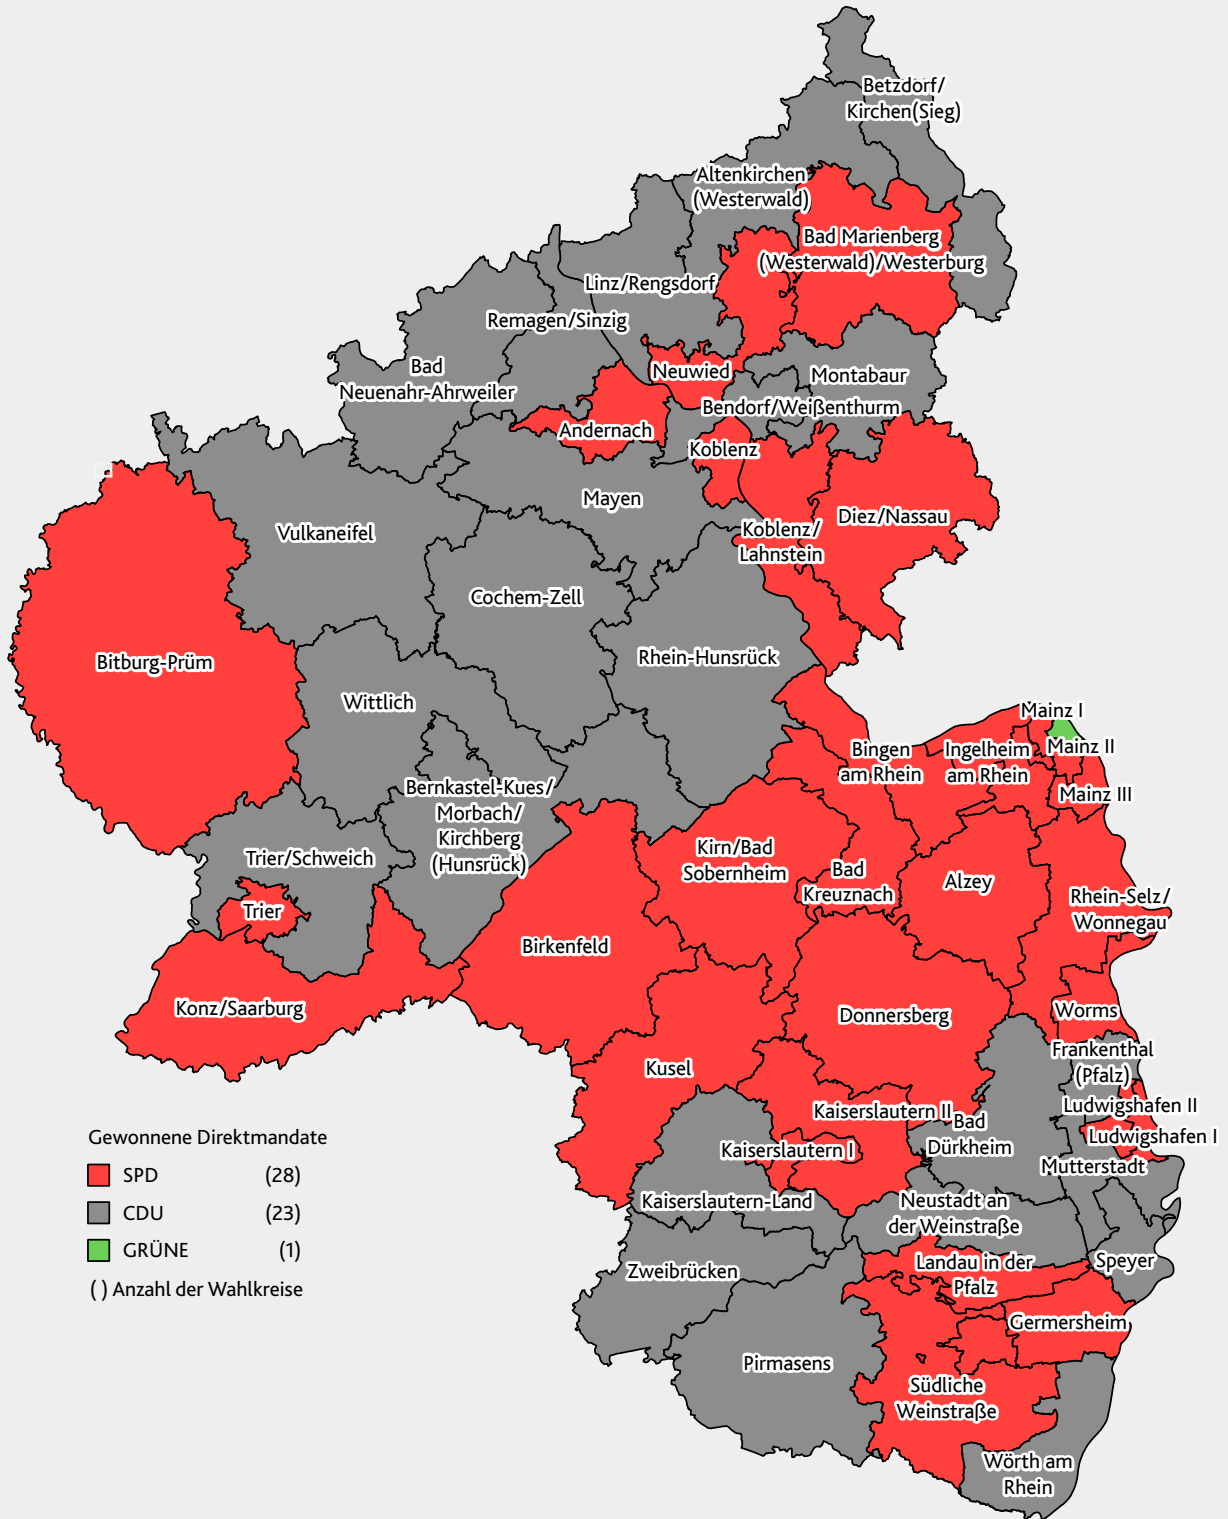 Betzdorf/
Kirchen(Sieg)
Altenkirchen
(Westerwald)
Bad Marienberg
(Westerwald)/Westerburg
Linz/Rengsdorf
Remagen/Sinzig
Bad
Neuenahr-Ahrweiler
Neuwied
Montabaur
Bendorf/Weißenthurm
Andernach
Koblenz
Mayen
Diez/Nassau
Koblenz/
Lahnstein
Vulkaneifel
Cochem-Zell
Rhein-Hunsrück
Bitburg-Prüm
Wittlich
Mainz I
Mainz II
Bingen
am Rhein
Ingelheim
am Rhein
Mainz III
Bernkastel-Kues/
Morbach/
Kirchberg
(Hunsrück)
Trier/Schweich
Kirn/Bad
Sobernheim
Bad
Kreuznach
Alzey
Rhein-Selz/
Wonnegau
Trier
Birkenfeld
Konz/Saarburg
Donnersberg
Worms
Frankenthal
(Pfalz)
Kusel
Ludwigshafen II
Kaiserslautern II
Bad
Dürkheim
Ludwigshafen I
Kaiserslautern I
Mutterstadt
Kaiserslautern-Land
Neustadt an
der Weinstraße
Zweibrücken
Landau in der
Pfalz
Speyer
Germersheim
Pirmasens
Südliche
Weinstraße
Wörth am
Rhein
Gewonnene Direktmandate
SPD (28)
CDU (23)
GRÜNE (1)
( ) Anzahl der Wahlkreise